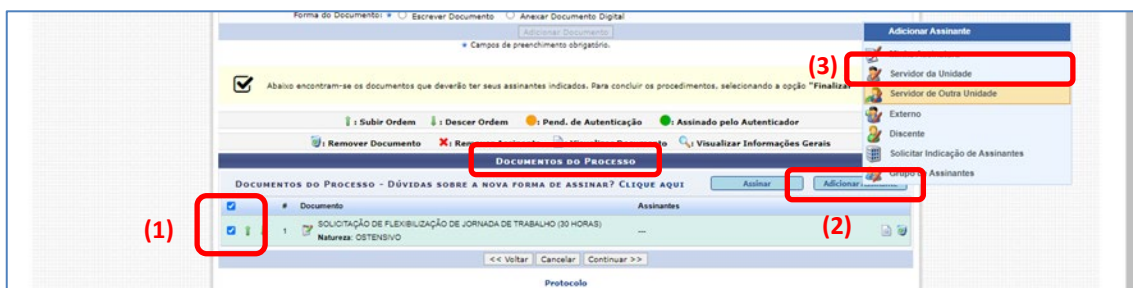 Forma do Documento: Escrever Documento Anexar Documento Digital
Adicionar Documento
Campos de preenchimento obrigatório.
Adicionar Assinante
(3)
Servidor da Unidade
Abaixo encontram-se os documentos que deverão ter seus assinantes indicados. Para concluir os procedimentos, selecionando a opção "Finalizar
Servidor de Outra Unidade
Externo
: Subir Ordem : Descer Ordem : Pend. de Autenticação : Assinado pelo Autenticador
Discente
: Remover Documento : Visualizar Informações Gerais
Solicitar Indicação de Assinantes
DOCUMENTOS DO PROCESSO
Grupo de Assinantes
DOCUMENTOS DO PROCESSO - DÚVIDAS SOBRE A NOVA FORMA DE ASSINAR? CLIQUE AQUI Assinar Adicionar
# Documento Assinantes
(1)
1 SOLICITAÇÃO DE FLEXIBILIZAÇÃO DE JORNADA DE TRABALHO (30 HORAS) ---
(2)
Natureza: OSTENSIVO
<< Voltar Cancelar Continuar >>
Protocolo